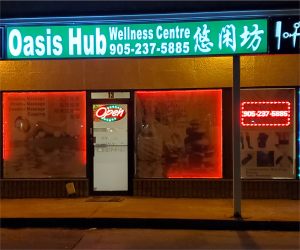 Oasis Hub Wellness Centre 悠闲坊
905-237-5885
Open
905-237-5885